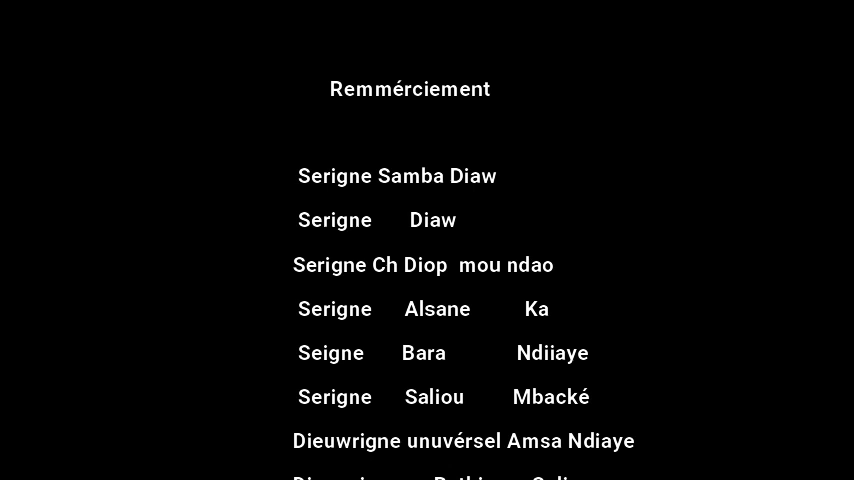 Remmérciement
Serigne Samba Diaw
Serigne Diaw
Serigne Ch Diop mou ndao
Serigne Alsane Ka
Seigne Bara Ndiiaye
Serigne Saliou Mbacké
Dieuwrigne unuvérsel Amsa Ndiaye